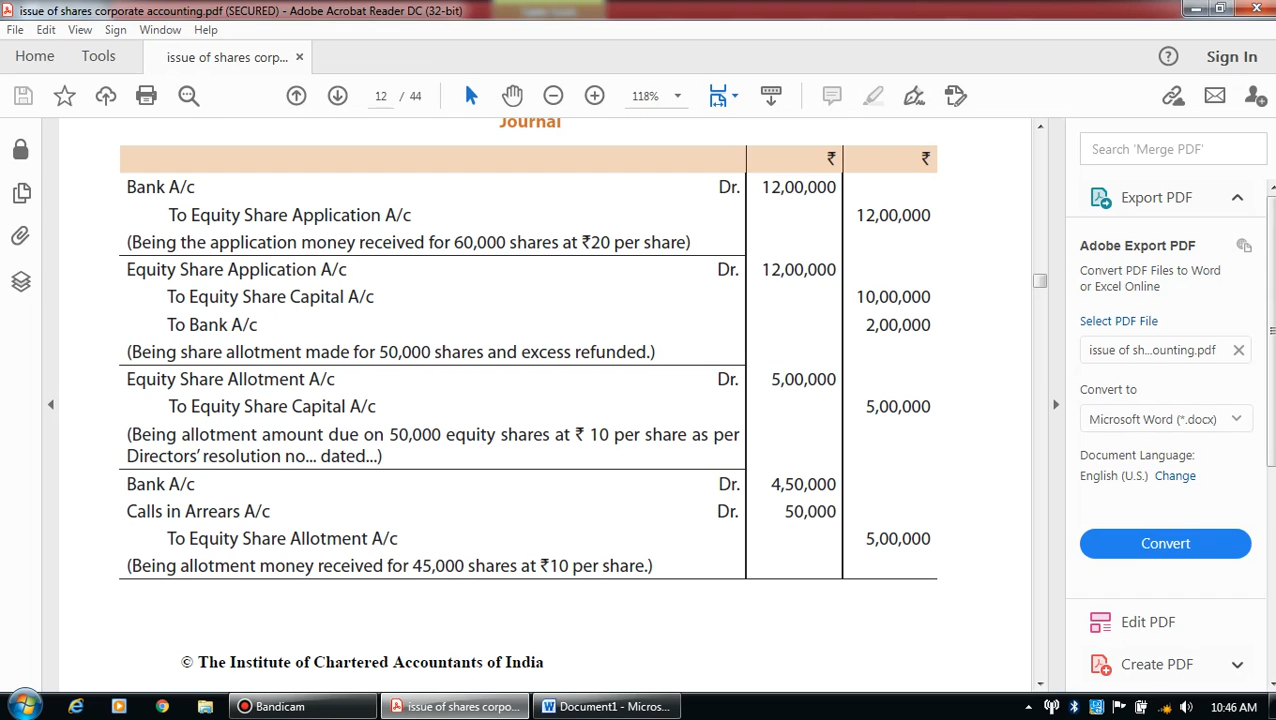 issue of shares corporate accounting.pdf (SECURED) - Adobe Acrobat Reader DC (32-bit)
File Edit View Sign Window Help
Home Tools issue of shares corp... × Sign In
12 / 44 118%
Journal
₹ ₹
Bank A/c Dr. 12,00,000
To Equity Share Application A/c 12,00,000
(Being the application money received for 60,000 shares at ₹20 per share)
Equity Share Application A/c Dr. 12,00,000
To Equity Share Capital A/c 10,00,000
To Bank A/c 2,00,000
(Being share allotment made for 50,000 shares and excess refunded.)
Equity Share Allotment A/c Dr. 5,00,000
To Equity Share Capital A/c 5,00,000
(Being allotment amount due on 50,000 equity shares at ₹ 10 per share as per
Directors' resolution no... dated...)
Bank A/c Dr. 4,50,000
Calls in Arrears A/c Dr. 50,000
To Equity Share Allotment A/c 5,00,000
(Being allotment money received for 45,000 shares at ₹10 per share.)
© The Institute of Chartered Accountants of India
Search 'Merge PDF'
Export PDF
Adobe Export PDF
Convert PDF Files to Word
or Excel Online
Select PDF File
issue of sh...ounting.pdf
Convert to
Microsoft Word (*.docx)
Document Language:
English (U.S.) Change
Convert
Edit PDF
Create PDF
Bandicam issue of shares corpo... Document1 - Micros... 10:46 AM